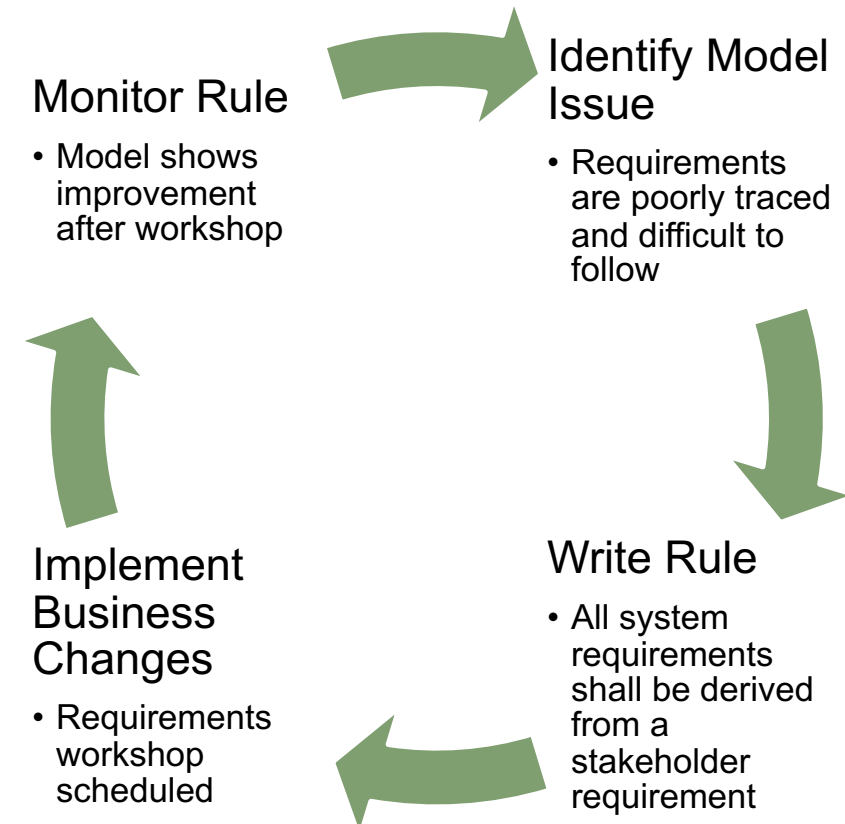 Monitor Rule
• Model shows
improvement
after workshop
Identify Model
Issue
• Requirements
are poorly traced
and difficult to
follow
Write Rule
• All system
requirements
shall be derived
from a
stakeholder
requirement
Implement
Business
Changes
• Requirements
workshop
scheduled